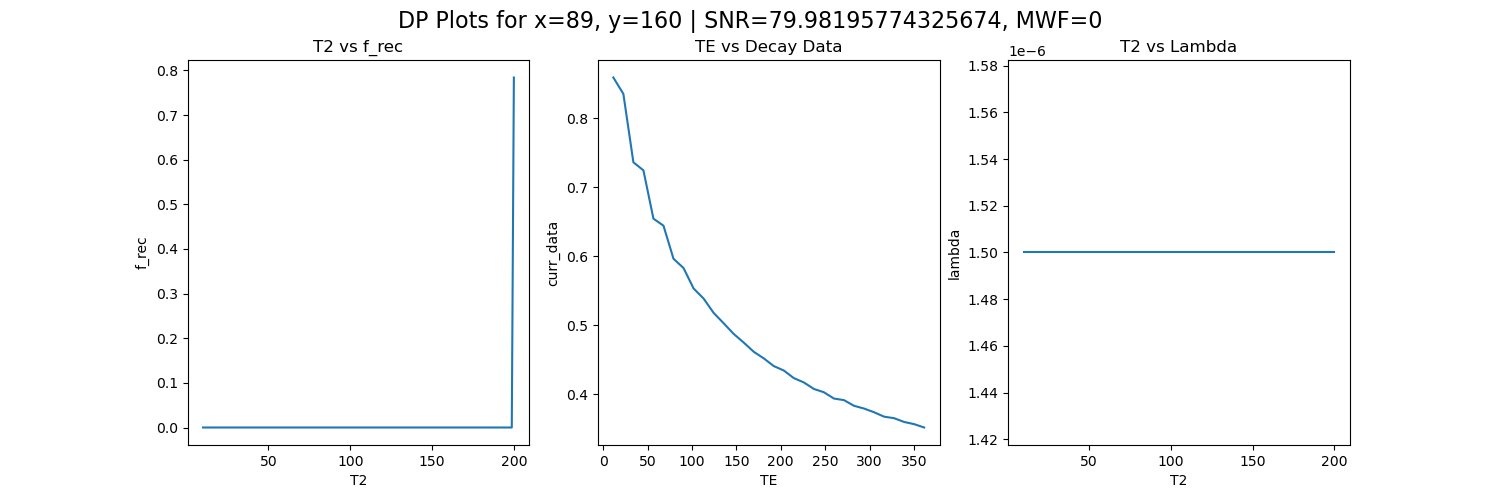 DP Plots for x=89, y=160 | SNR=79.98195774325674, MWF=0
T2 vs f_rec
0.8
0.7
0.6
0.5
0.4
0.3
0.2
0.1
0.0
f_rec
50 100 150 200
T2
TE vs Decay Data
0.8
0.7
0.6
0.5
0.4
curr_data
0 50 100 150 200 250 300 350
TE
T2 vs Lambda
1e−6
1.58
1.56
1.54
1.52
1.50
1.48
1.46
1.44
1.42
lambda
50 100 150 200
T2